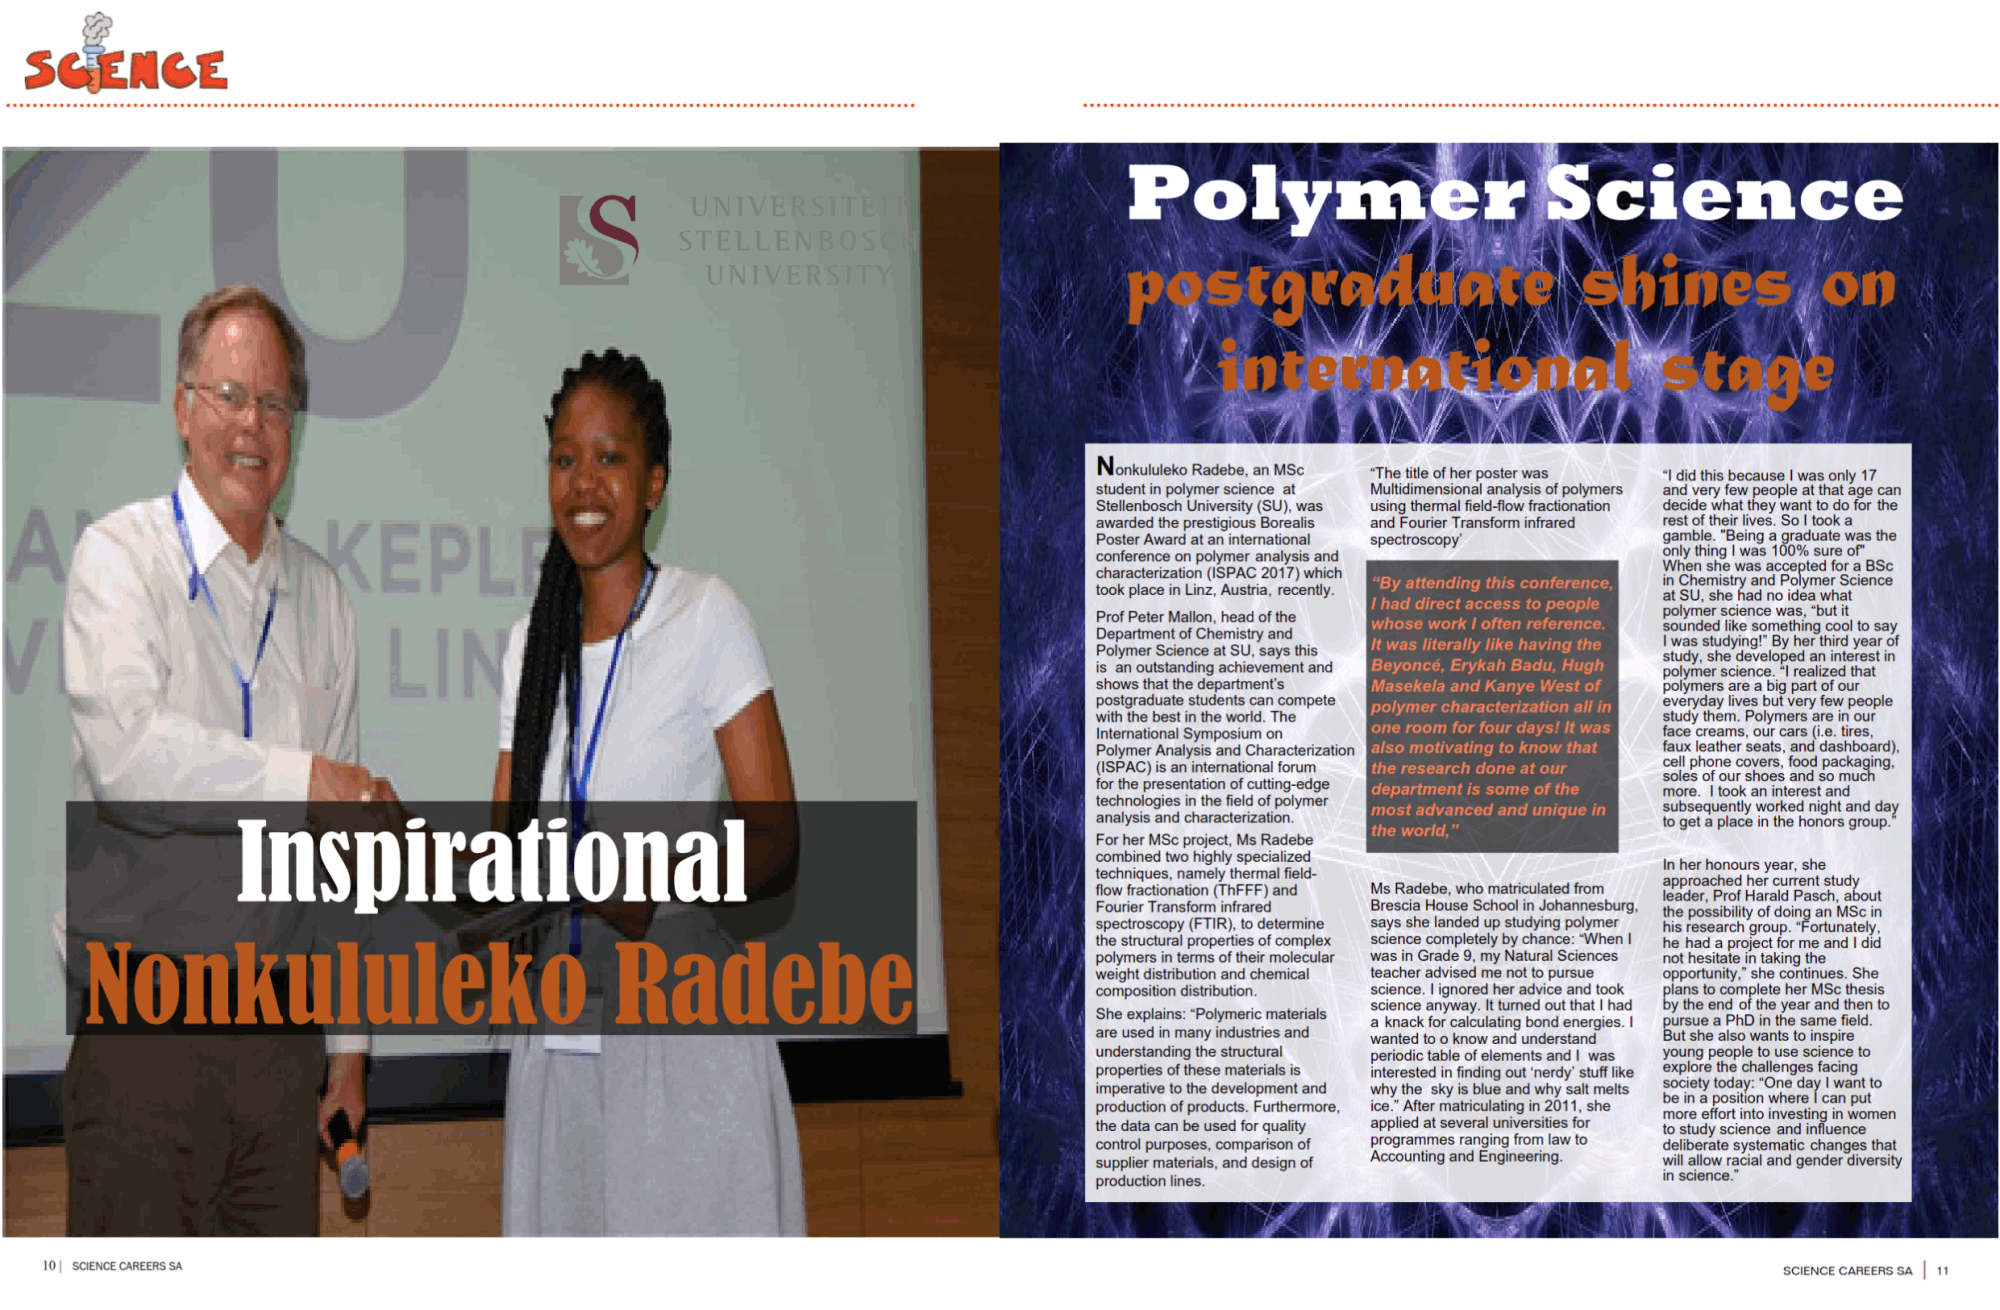 SCIENCE
20
UNIVERSITEIT
STELLENBOSCH
UNIVERSITY
KEPLE
LIN
Inspirational
Nonkululeko Radebe
10 | SCIENCE CAREERS SA
Polymer Science
postgraduate shines on
international stage
Nonkululeko Radebe, an MSc
student in polymer science at
Stellenbosch University (SU), was
awarded the prestigious Borealis
Poster Award at an international
conference on polymer analysis and
characterization (ISPAC 2017) which
took place in Linz, Austria, recently.
Prof Peter Mallon, head of the
Department of Chemistry and
Polymer Science at SU, says this
is an outstanding achievement and
shows that the department’s
postgraduate students can compete
with the best in the world. The
International Symposium on
Polymer Analysis and Characterization
(ISPAC) is an international forum
for the presentation of cutting-edge
technologies in the field of polymer
analysis and characterization.
For her MSc project, Ms Radebe
combined two highly specialized
techniques, namely thermal field-
flow fractionation (ThFFF) and
Fourier Transform infrared
spectroscopy (FTIR), to determine
the structural properties of complex
polymers in terms of their molecular
weight distribution and chemical
composition distribution.
She explains: “Polymeric materials
are used in many industries and
understanding the structural
properties of these materials is
imperative to the development and
production of products. Furthermore,
the data can be used for quality
control purposes, comparison of
supplier materials, and design of
production lines.
“The title of her poster was
Multidimensional analysis of polymers
using thermal field-flow fractionation
and Fourier Transform infrared
spectroscopy’
“By attending this conference,
I had direct access to people
whose work I often reference.
It was literally like having the
Beyoncé, Erykah Badu, Hugh
Masekela and Kanye West of
polymer characterization all in
one room for four days! It was
also motivating to know that
the research done at our
department is some of the
most advanced and unique in
the world,”
Ms Radebe, who matriculated from
Brescia House School in Johannesburg,
says she landed up studying polymer
science completely by chance: “When I
was in Grade 9, my Natural Sciences
teacher advised me not to pursue
science. I ignored her advice and took
science anyway. It turned out that I had
a knack for calculating bond energies. I
wanted to o know and understand
periodic table of elements and I was
interested in finding out ‘nerdy’ stuff like
why the sky is blue and why salt melts
ice.” After matriculating in 2011, she
applied at several universities for
programmes ranging from law to
Accounting and Engineering.
“I did this because I was only 17
and very few people at that age can
decide what they want to do for the
rest of their lives. So I took a
gamble. "Being a graduate was the
only thing I was 100% sure of"
When she was accepted for a BSc
in Chemistry and Polymer Science
at SU, she had no idea what
polymer science was, “but it
sounded like something cool to say
I was studying!” By her third year of
study, she developed an interest in
polymer science. “I realized that
polymers are a big part of our
everyday lives but very few people
study them. Polymers are in our
face creams, our cars (i.e. tires,
faux leather seats, and dashboard),
cell phone covers, food packaging,
soles of our shoes and so much
more. I took an interest and
subsequently worked night and day
to get a place in the honors group.”
In her honours year, she
approached her current study
leader, Prof Harald Pasch, about
the possibility of doing an MSc in
his research group. “Fortunately,
he had a project for me and I did
not hesitate in taking the
opportunity,” she continues. She
plans to complete her MSc thesis
by the end of the year and then to
pursue a PhD in the same field.
But she also wants to inspire
young people to use science to
explore the challenges facing
society today: “One day I want to
be in a position where I can put
more effort into investing in women
to study science and influence
deliberate systematic changes that
will allow racial and gender diversity
in science.”
SCIENCE CAREERS SA | 11